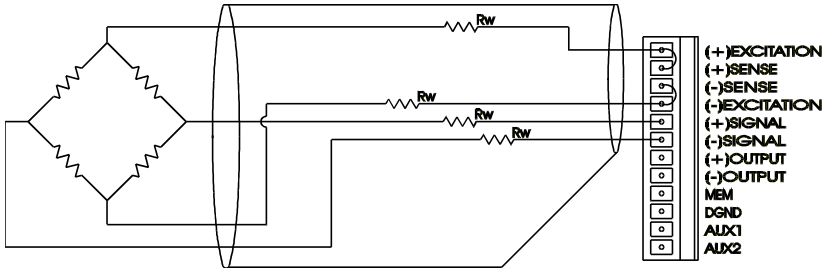 Rw
(+)EXCITATION
(+)SENSE
(-)SENSE
Rw
(-)EXCITATION
Rw
(+)SIGNAL
Rw
(-)SIGNAL
(+)OUTPUT
(-)OUTPUT
MEM
DGND
AUX1
AUX2